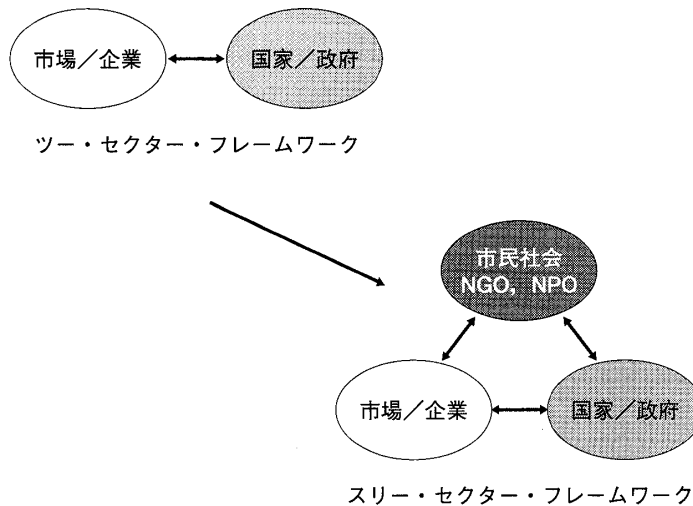 市場／企業
国家／政府
ツー・セクター・フレームワーク
市民社会
NGO，NPO
市場／企業
国家／政府
スリー・セクター・フレームワーク